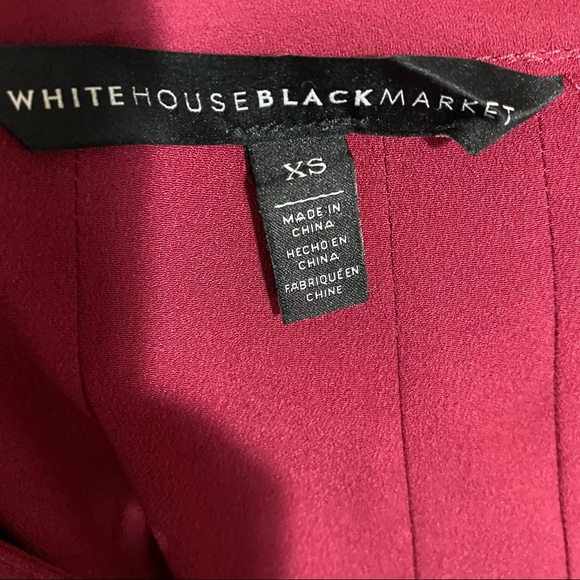 WHITEHOUSEBLACKMARKET
XS
MADE IN
CHINA
HECHO EN
CHINA
FABRIQUÉ EN
CHINE